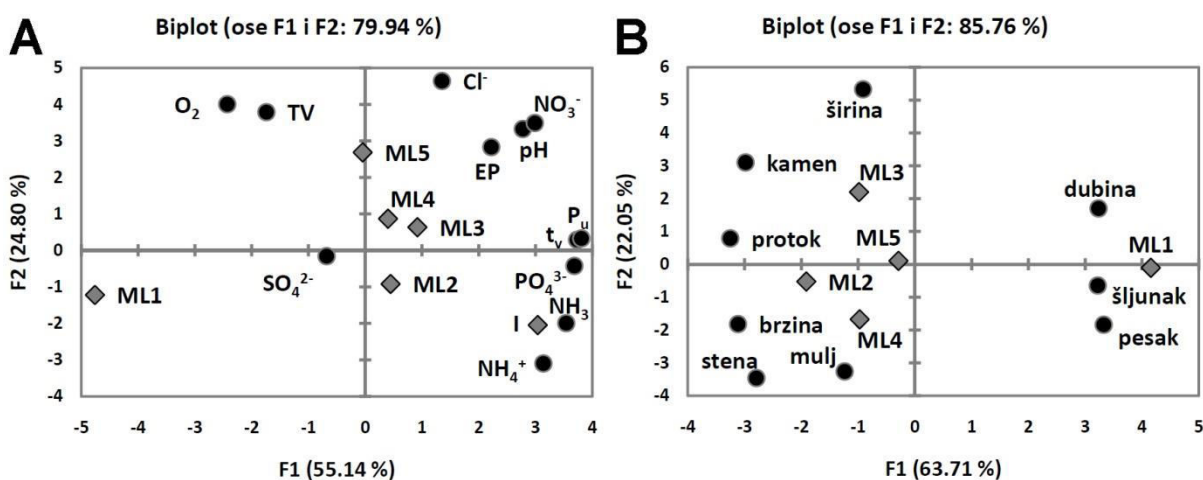 A
Biplot (ose F1 i F2: 79.94 %)
F2 (24.80 %)
5
4
3
2
1
0
-1
-2
-3
-4
O₂
TV
Cl⁻
NO₃⁻
pH
EP
ML5
ML4
ML3
Pᵤ
tᵥ
SO₄²⁻
ML1
ML2
PO₄³⁻
NH₃
I
NH₄⁺
-5 -4 -3 -2 -1 0 1 2 3 4
F1 (55.14 %)
B
Biplot (ose F1 i F2: 85.76 %)
F2 (22.05 %)
6
5
4
3
2
1
0
-1
-2
-3
-4
širina
kamen
ML3
dubina
protok
ML5
ML1
ML2
šljunak
brzina
ML4
pesak
stena
mulj
-4 -3 -2 -1 0 1 2 3 4 5
F1 (63.71 %)